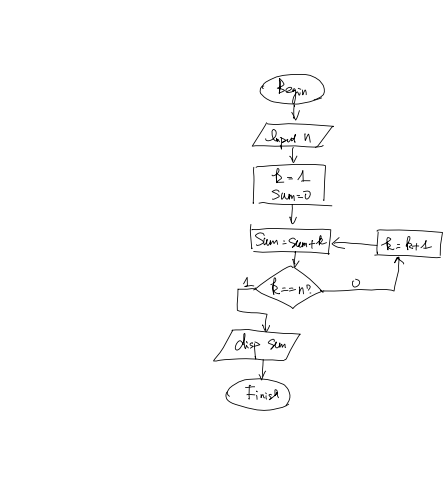 Begin
Input n
k = 1
Sum=0
Sum=sum+k
k = k+1
k==n?
1
0
disp sum
Finish